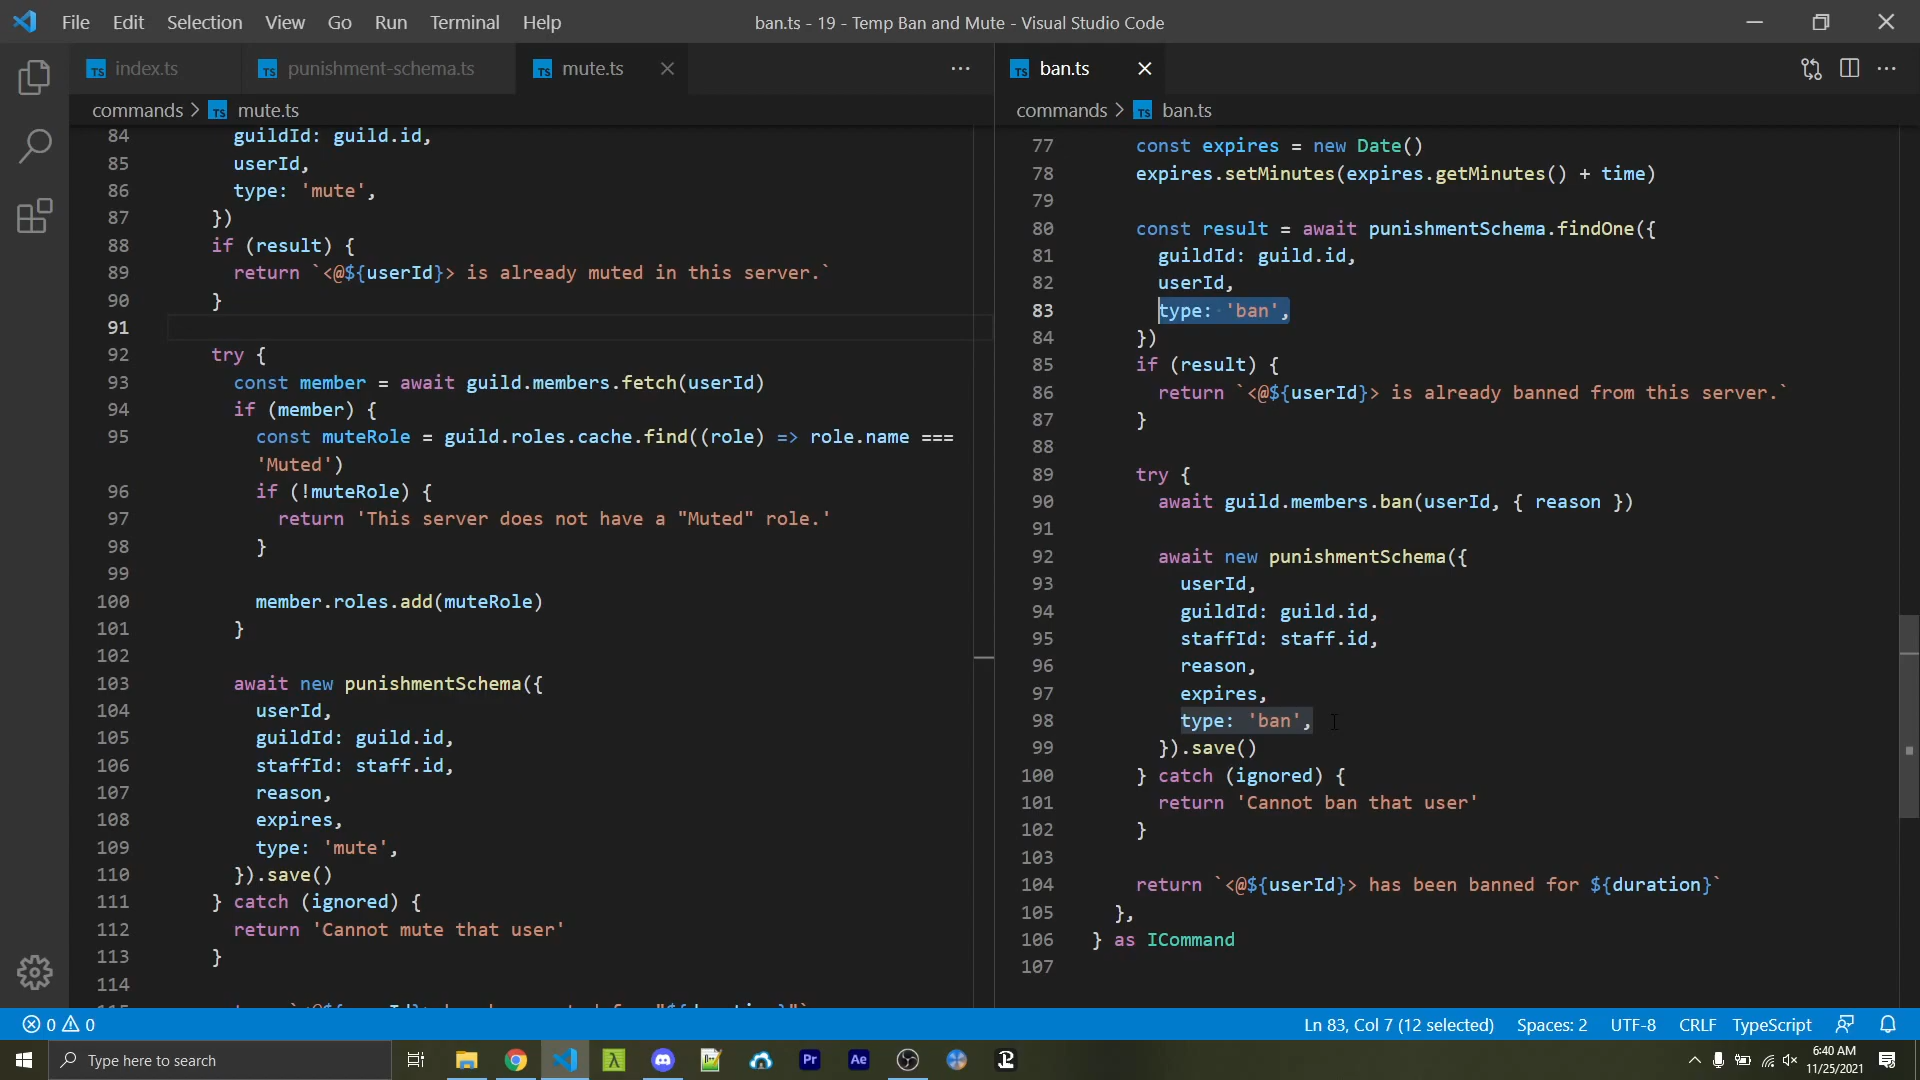 File Edit Selection View Go Run Terminal Help
ban.ts - 19 - Temp Ban and Mute - Visual Studio Code
TS index.ts TS punishment-schema.ts TS mute.ts
commands > TS mute.ts
84 guildId: guild.id,
85 userId,
86 type: 'mute',
87 })
88 if (result) {
89 return `<@${userId}> is already muted in this server.`
90 }
91
92 try {
93 const member = await guild.members.fetch(userId)
94 if (member) {
95 const muteRole = guild.roles.cache.find((role) => role.name ===
'Muted')
96 if (!muteRole) {
97 return 'This server does not have a "Muted" role.'
98 }
99
100 member.roles.add(muteRole)
101 }
102
103 await new punishmentSchema({
104 userId,
105 guildId: guild.id,
106 staffId: staff.id,
107 reason,
108 expires,
109 type: 'mute',
110 }).save()
111 } catch (ignored) {
112 return 'Cannot mute that user'
113 }
114
TS ban.ts
commands > TS ban.ts
77 const expires = new Date()
78 expires.setMinutes(expires.getMinutes() + time)
79
80 const result = await punishmentSchema.findOne({
81 guildId: guild.id,
82 userId,
83 type: 'ban',
84 })
85 if (result) {
86 return `<@${userId}> is already banned from this server.`
87 }
88
89 try {
90 await guild.members.ban(userId, { reason })
91
92 await new punishmentSchema({
93 userId,
94 guildId: guild.id,
95 staffId: staff.id,
96 reason,
97 expires,
98 type: 'ban',
99 }).save()
100 } catch (ignored) {
101 return 'Cannot ban that user'
102 }
103
104 return `<@${userId}> has been banned for ${duration}`
105 },
106 } as ICommand
107
0 0 Ln 83, Col 7 (12 selected) Spaces: 2 UTF-8 CRLF TypeScript
Type here to search
Pr Ae
6:40 AM
11/25/2021